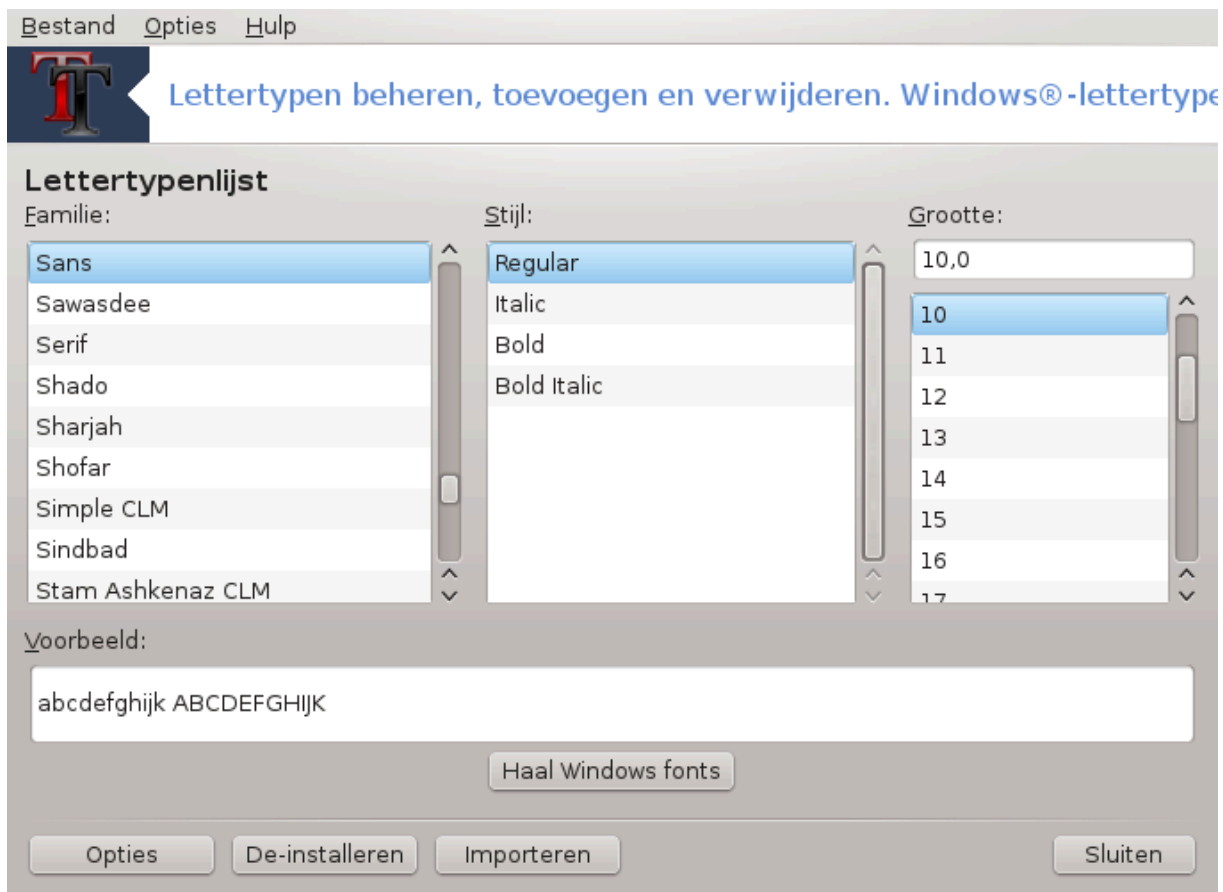 Bestand Opties Hulp
Lettertypen beheren, toevoegen en verwijderen. Windows®-lettertype
Lettertypenlijst
Familie:
Sans
Sawasdee
Serif
Shado
Sharjah
Shofar
Simple CLM
Sindbad
Stam Ashkenaz CLM
Stijl:
Regular
Italic
Bold
Bold Italic
Grootte:
10,0
10
11
12
13
14
15
16
17
Voorbeeld:
abcdefghijk ABCDEFGHIJK
Haal Windows fonts
Opties De-installeren Importeren Sluiten